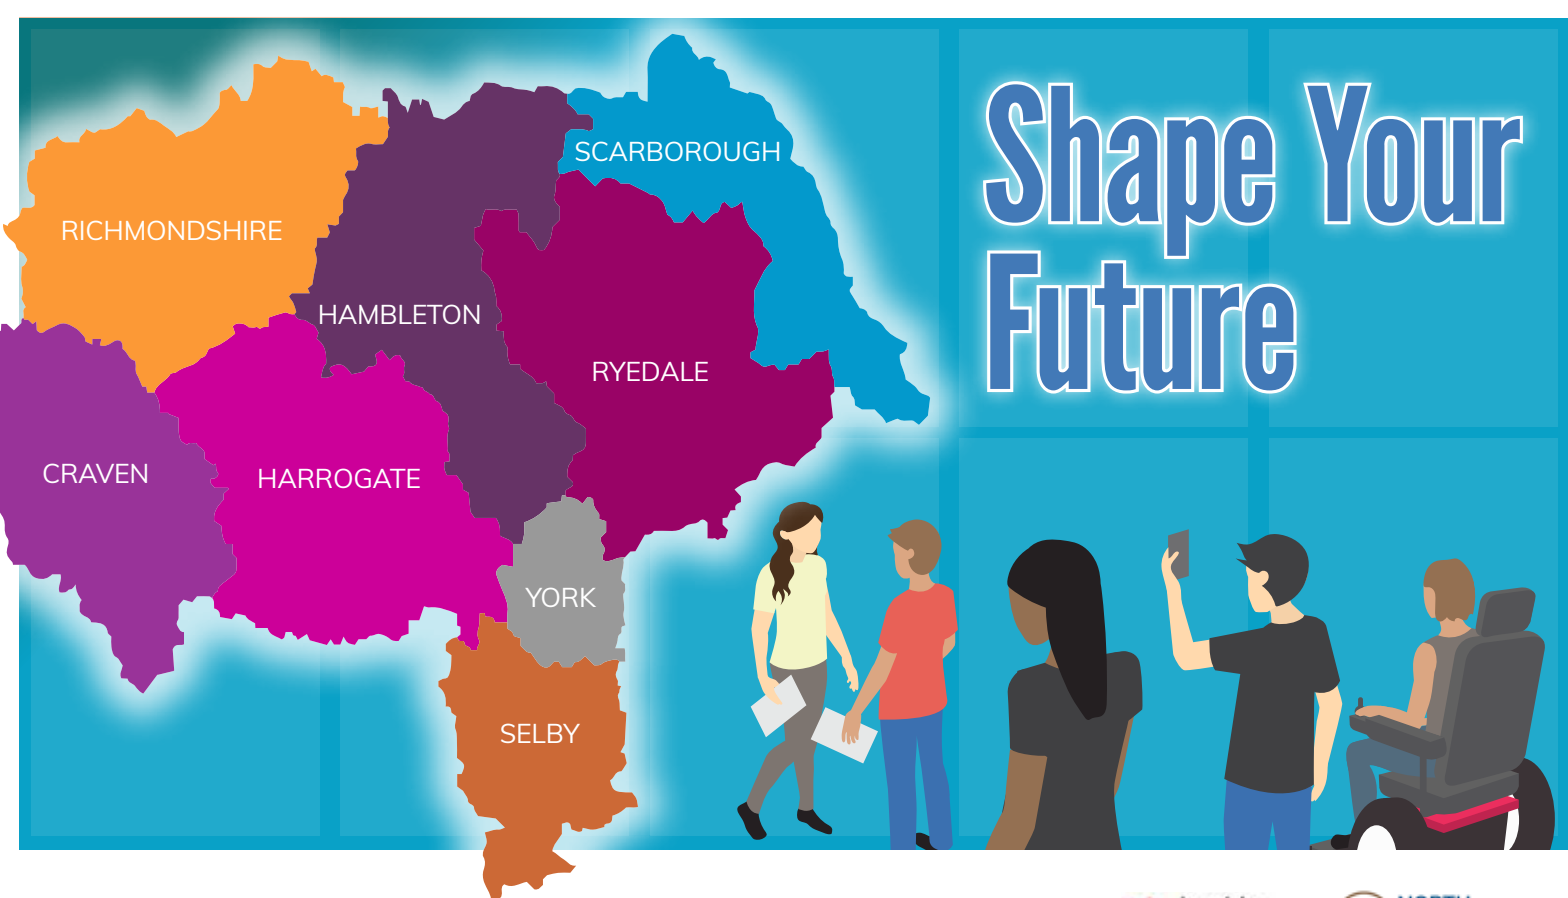 SCARBOROUGH
Shape Your
Future
RICHMONDSHIRE
HAMBLETON
RYEDALE
CRAVEN
HARROGATE
YORK
SELBY